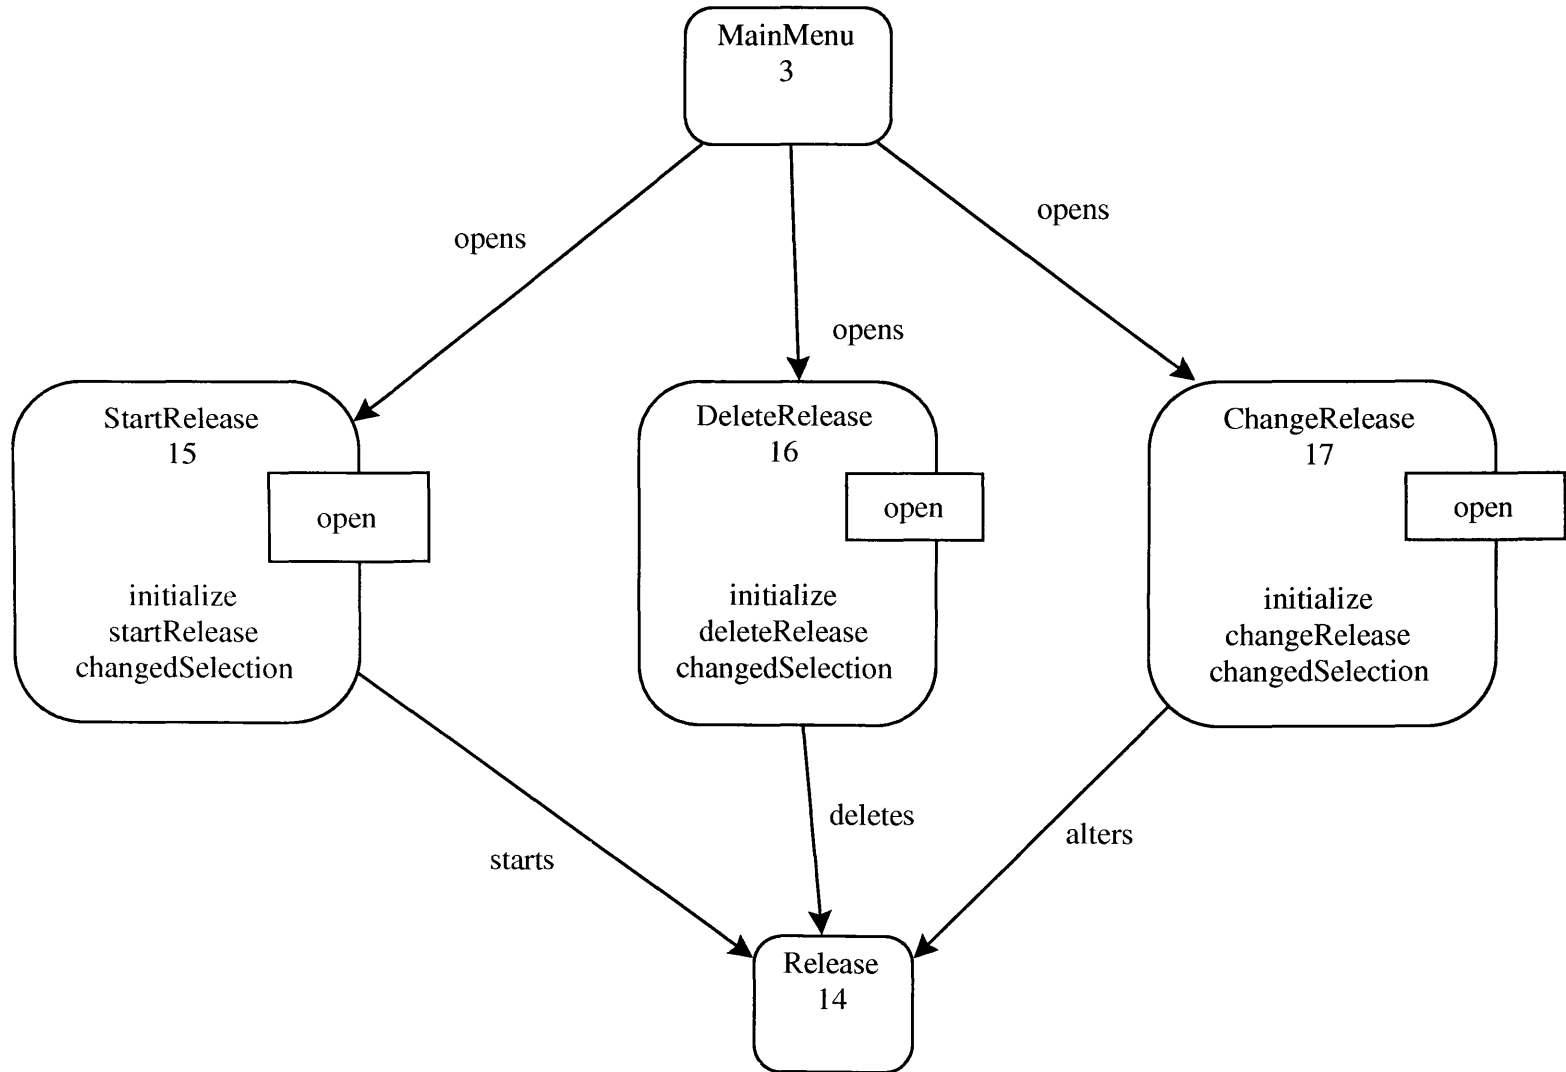 MainMenu
3
opens
opens
opens
StartRelease
15
open
initialize
startRelease
changedSelection
DeleteRelease
16
open
initialize
deleteRelease
changedSelection
ChangeRelease
17
open
initialize
changeRelease
changedSelection
starts
deletes
alters
Release
14